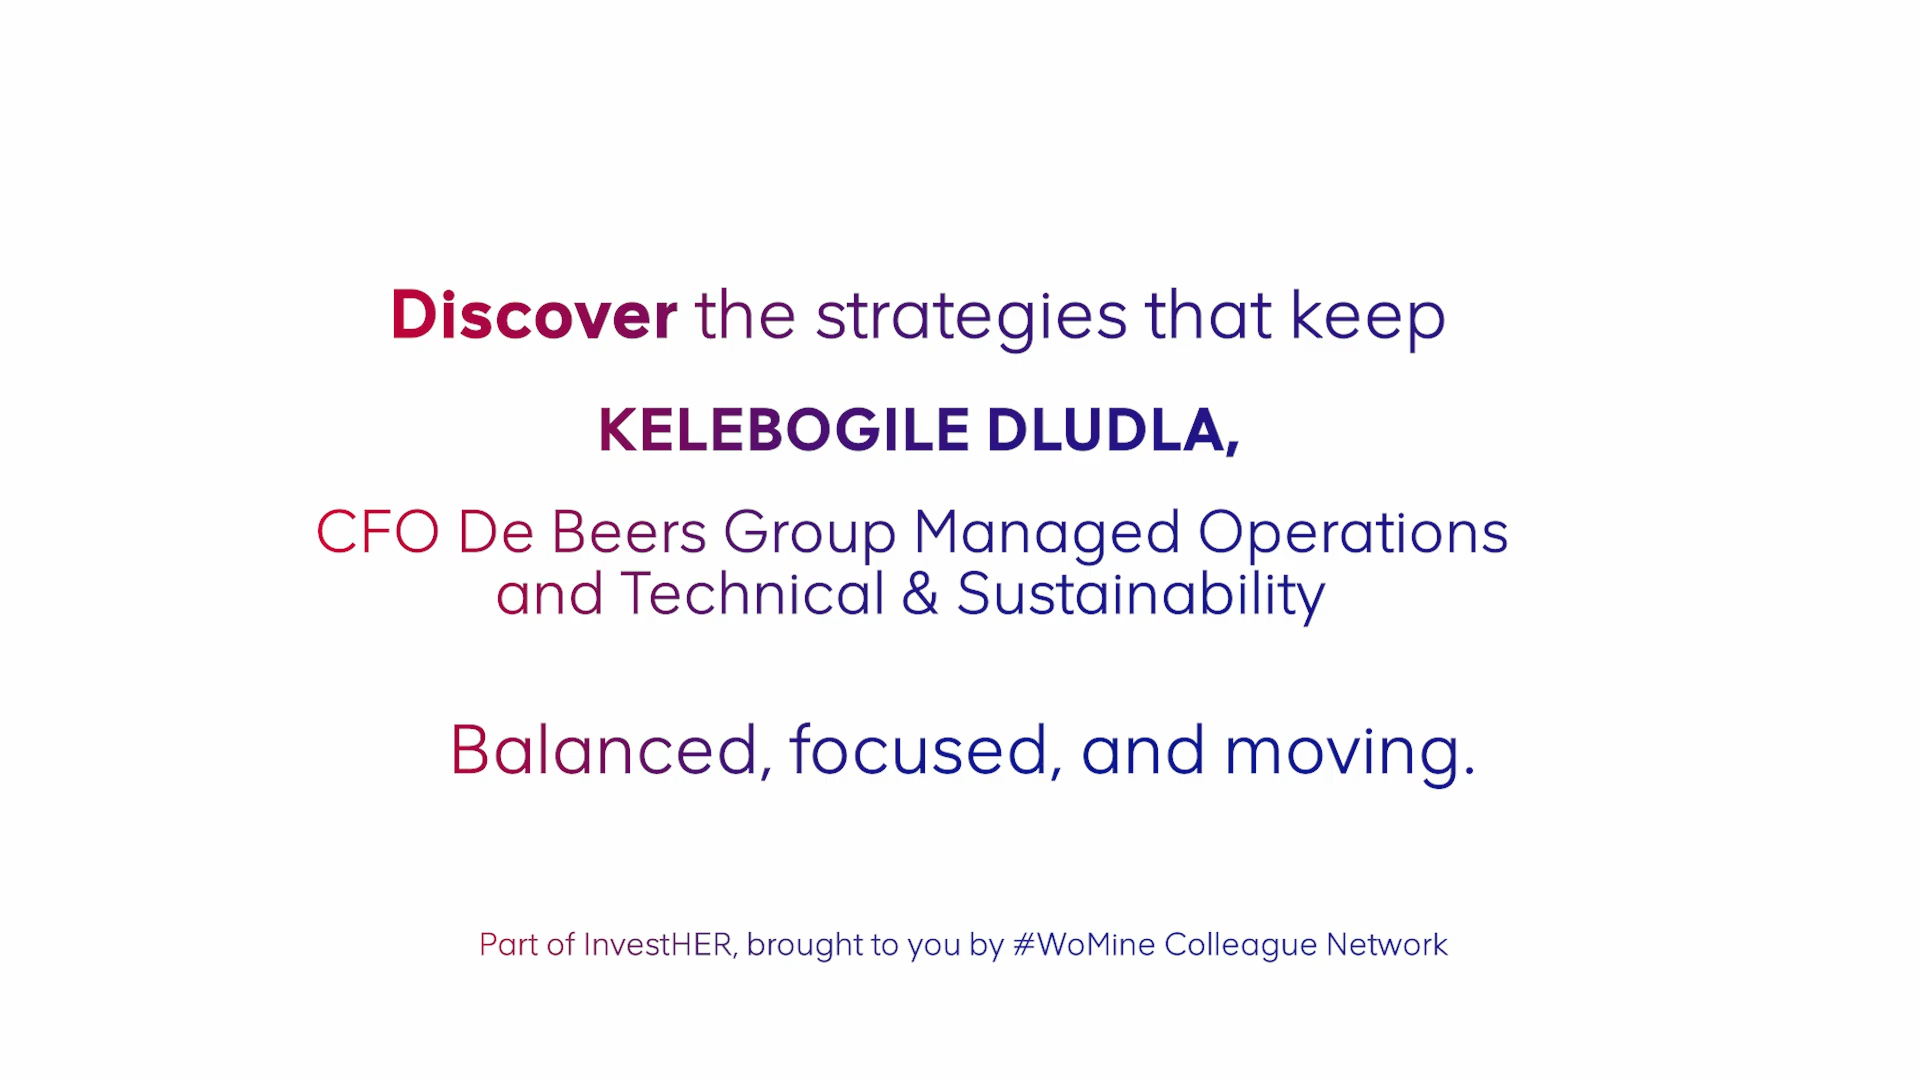 Discover the strategies that keep
KELEBOGILE DLUDLA,
CFO De Beers Group Managed Operations
and Technical & Sustainability
Balanced, focused, and moving.
Part of InvestHER, brought to you by #WoMine Colleague Network